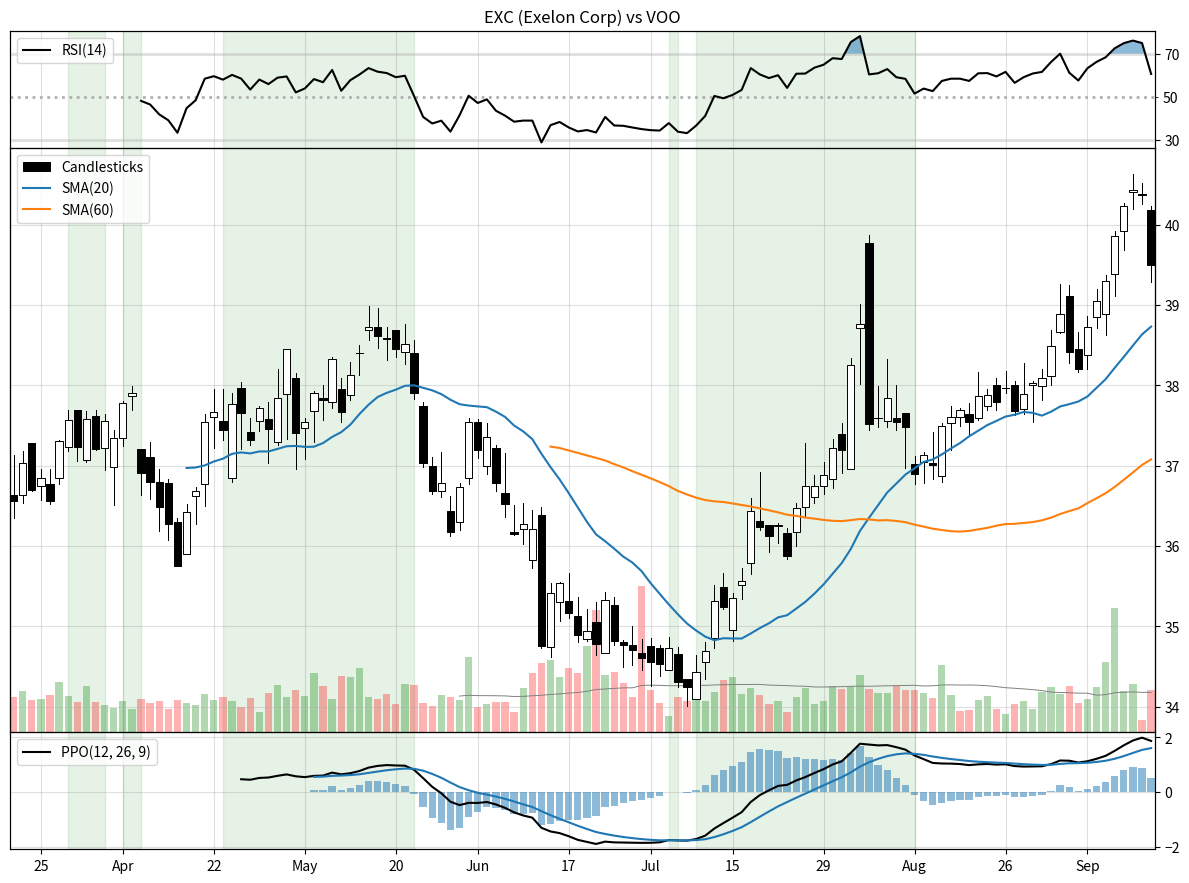 EXC (Exelon Corp) vs VOO
RSI(14)
70
50
30
Candlesticks
SMA(20)
SMA(60)
40
39
38
37
36
35
34
PPO(12, 26, 9)
2
0
−2
25 Apr 22 May 20 Jun 17 Jul 15 29 Aug 26 Sep